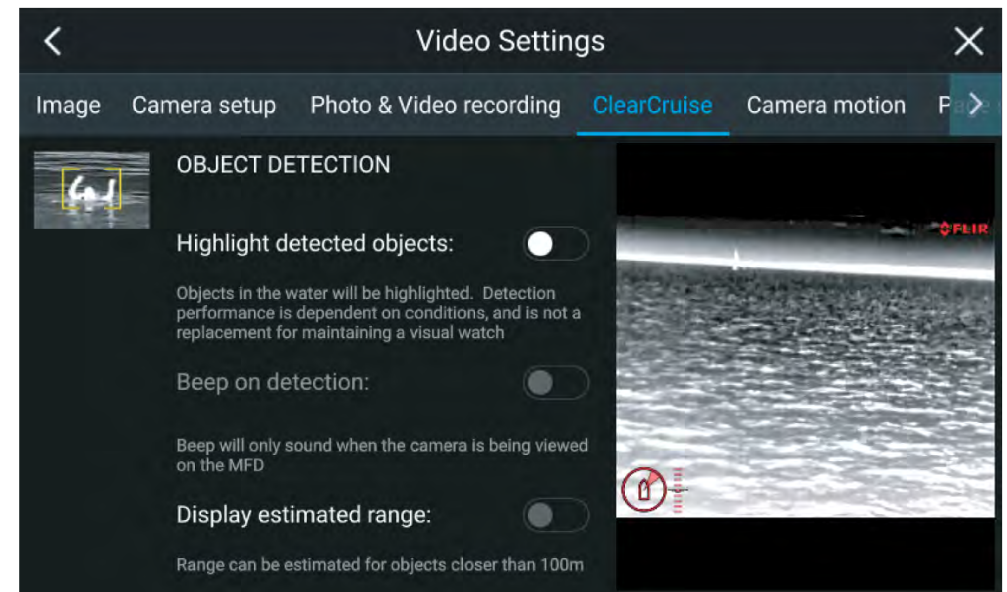 Video Settings
Image Camera setup Photo & Video recording ClearCruise Camera motion
OBJECT DETECTION
Highlight detected objects:
Objects in the water will be highlighted. Detection
performance is dependent on conditions, and is not a
replacement for maintaining a visual watch
Beep on detection:
Beep will only sound when the camera is being viewed
on the MFD
Display estimated range:
Range can be estimated for objects closer than 100m
FLIR